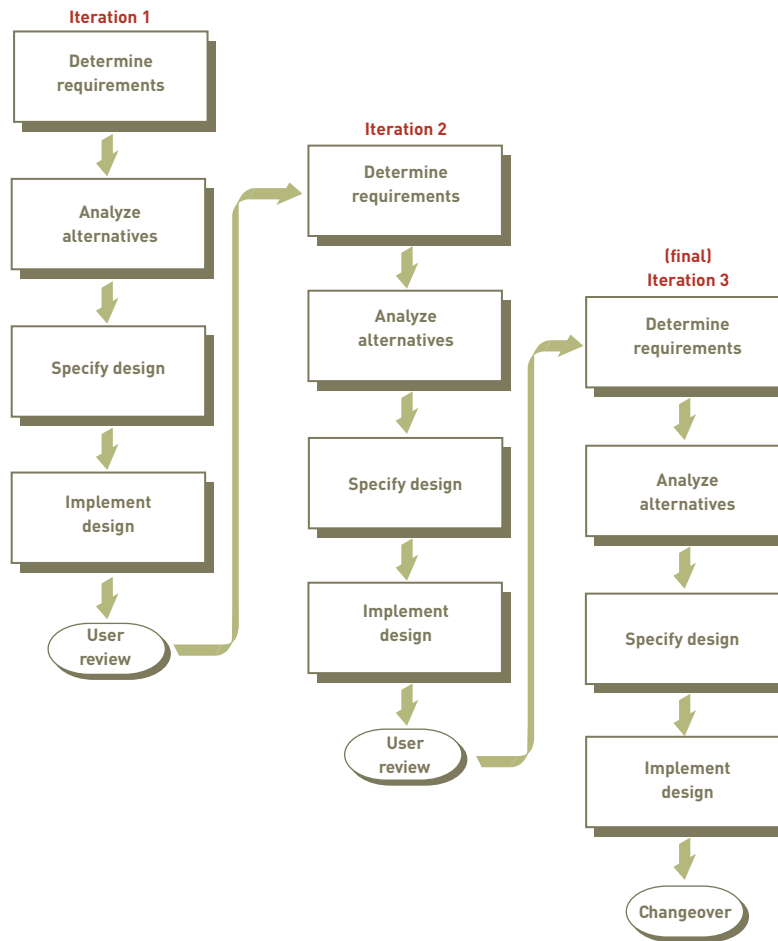 Iteration 1
Determine
requirements
Analyze
alternatives
Specify design
Implement
design
User
review
Iteration 2
Determine
requirements
Analyze
alternatives
Specify design
Implement
design
User
review
(final)
Iteration 3
Determine
requirements
Analyze
alternatives
Specify design
Implement
design
Changeover